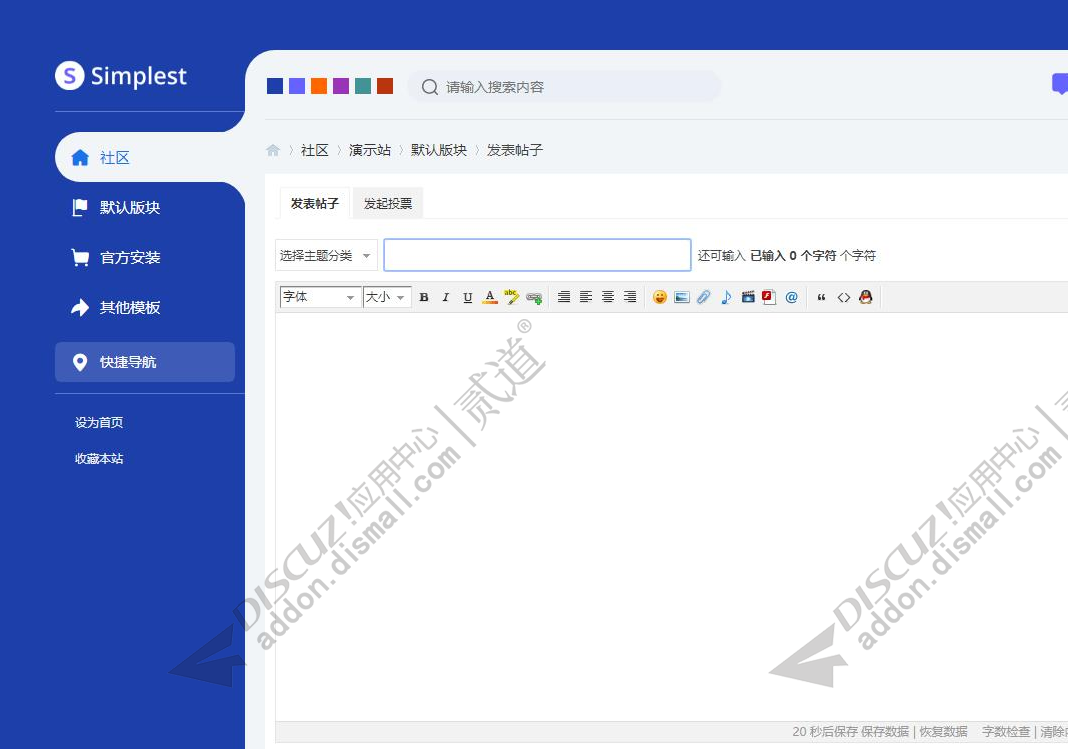 S Simplest
请输入搜索内容
社区
默认版块
官方安装
其他模板
快捷导航
设为首页
收藏本站
社区 演示站 默认版块 发表帖子
发表帖子 发起投票
选择主题分类 还可输入 已输入 0 个字符 个字符
字体 大小 B I U A abc @ “ <>
20 秒后保存 保存数据 | 恢复数据 字数检查 | 清除
DISCUZ!应用中心 | 贰道®
addon.dismall.com
DISCUZ!应用中心 |
addon.dismall.com